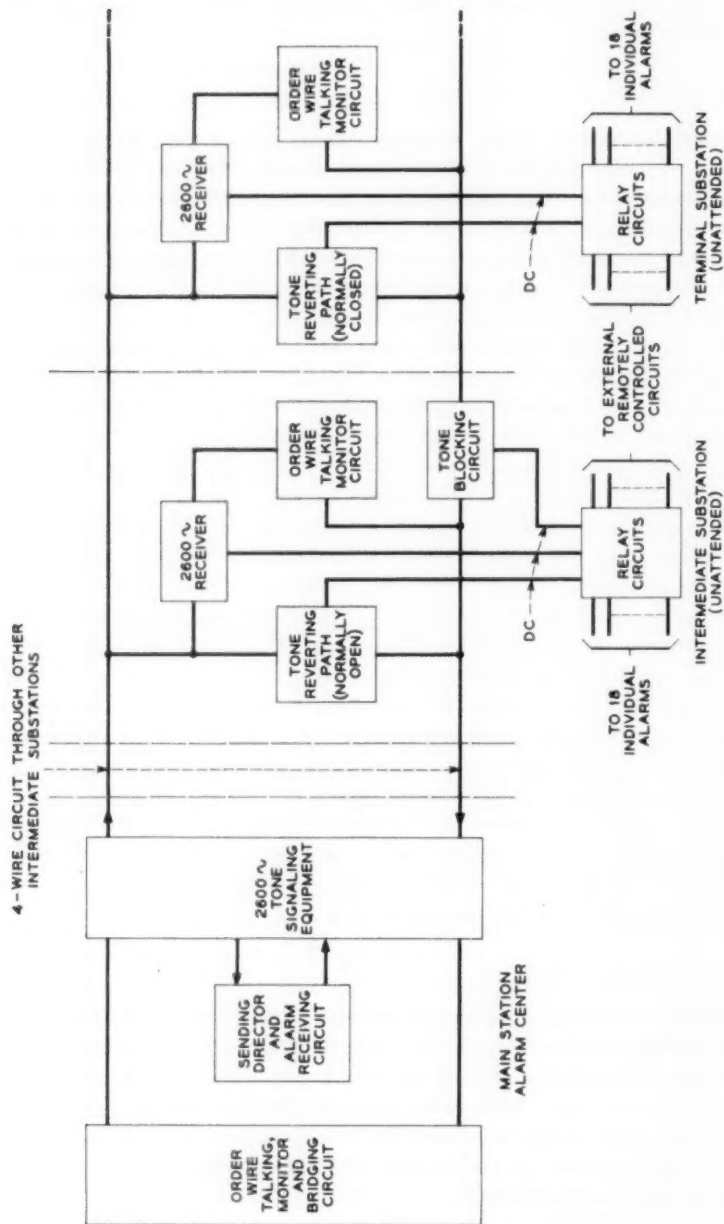 4-WIRE CIRCUIT THROUGH OTHER
INTERMEDIATE SUBSTATIONS
ORDER
WIRE
TALKING,
MONITOR
AND
BRIDGING
CIRCUIT
SENDING
DIRECTOR
AND
ALARM
RECEIVING
CIRCUIT
2600 ~
TONE
SIGNALING
EQUIPMENT
MAIN STATION
ALARM CENTER
2600 ~
RECEIVER
TONE
REVERTING
PATH
(NORMALLY
OPEN)
ORDER
WIRE
TALKING
MONITOR
CIRCUIT
TONE
BLOCKING
CIRCUIT
DC
TO 18
INDIVIDUAL
ALARMS
RELAY
CIRCUITS
TO EXTERNAL
REMOTELY
CONTROLLED
CIRCUITS
INTERMEDIATE SUBSTATION
(UNATTENDED)
2600 ~
RECEIVER
TONE
REVERTING
PATH
(NORMALLY
CLOSED)
ORDER
WIRE
TALKING
MONITOR
CIRCUIT
DC
RELAY
CIRCUITS
TO 18
INDIVIDUAL
ALARMS
TERMINAL SUBSTATION
(UNATTENDED)